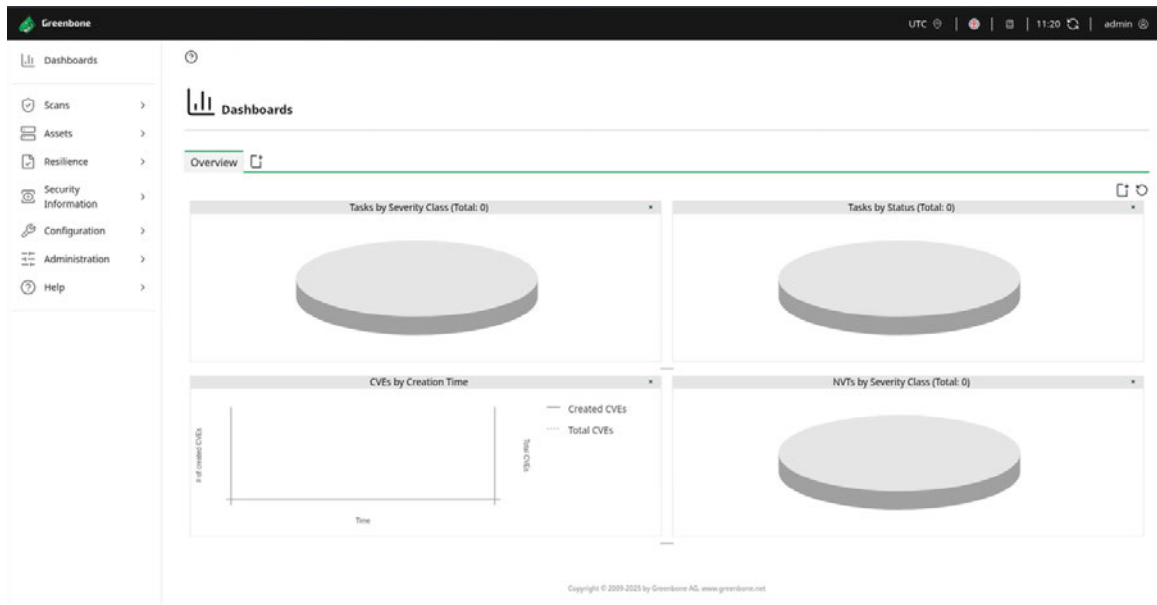 Greenbone
UTC
11:20
admin
Dashboards
Scans
Assets
Resilience
Security
Information
Configuration
Administration
Help
Dashboards
Overview
Tasks by Severity Class (Total: 0)
×
Tasks by Status (Total: 0)
×
CVEs by Creation Time
×
# of created CVEs
Time
Total CVEs
Created CVEs
Total CVEs
NVTs by Severity Class (Total: 0)
×
Copyright © 2009-2025 by Greenbone AG, www.greenbone.net